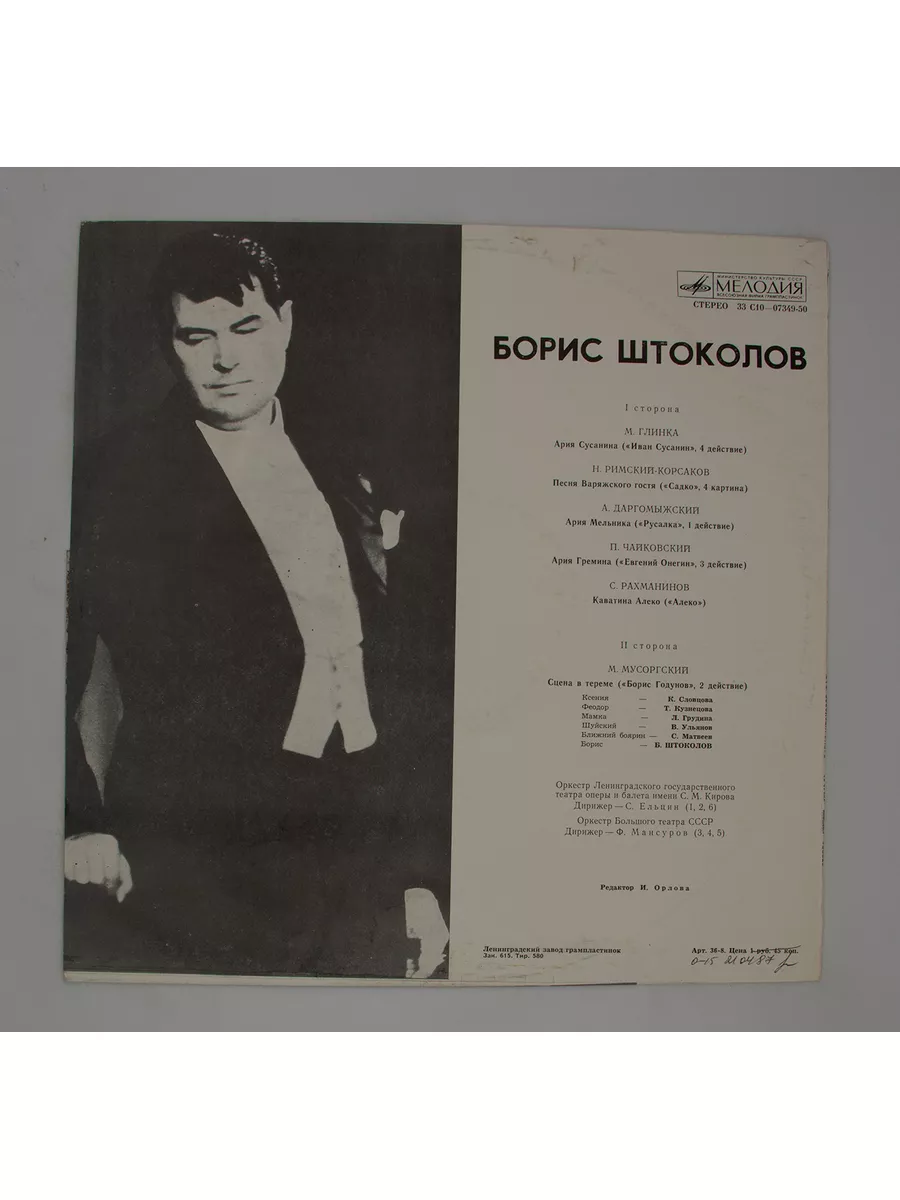 МИНИСТЕРСТВО КУЛЬТУРЫ СССР
МЕЛОДИЯ
ВСЕСОЮЗНАЯ ФИРМА ГРАМПЛАСТИНОК
СТЕРЕО 33 С10—07349-50
БОРИС ШТОКОЛОВ
I сторона
М. ГЛИНКА
Ария Сусанина («Иван Сусанин», 4 действие)
Н. РИМСКИЙ-КОРСАКОВ
Песня Варяжского гостя («Садко», 4 картина)
А. ДАРГОМЫЖСКИЙ
Ария Мельника («Русалка», 1 действие)
П. ЧАЙКОВСКИЙ
Ария Гремина («Евгений Онегин», 3 действие)
С. РАХМАНИНОВ
Каватина Алеко («Алеко»)
II сторона
М. МУСОРГСКИЙ
Сцена в тереме («Борис Годунов», 2 действие)
Ксения — К. Словцова
Феодор — Т. Кузнецова
Мамка — Л. Грудина
Шуйский — В. Ульянов
Ближний боярин — С. Матвеев
Борис — Б. ШТОКОЛОВ
Оркестр Ленинградского государственного
театра оперы и балета имени С. М. Кирова
Дирижер — С. Ельцин (1, 2, 6)
Оркестр Большого театра СССР
Дирижер — Ф. Мансуров (3, 4, 5)
Редактор И. Орлова
Ленинградский завод грампластинок
Зак. 615. Тир. 580
Арт. 36-8. Цена 1 руб. 45 коп.
0-15 210487